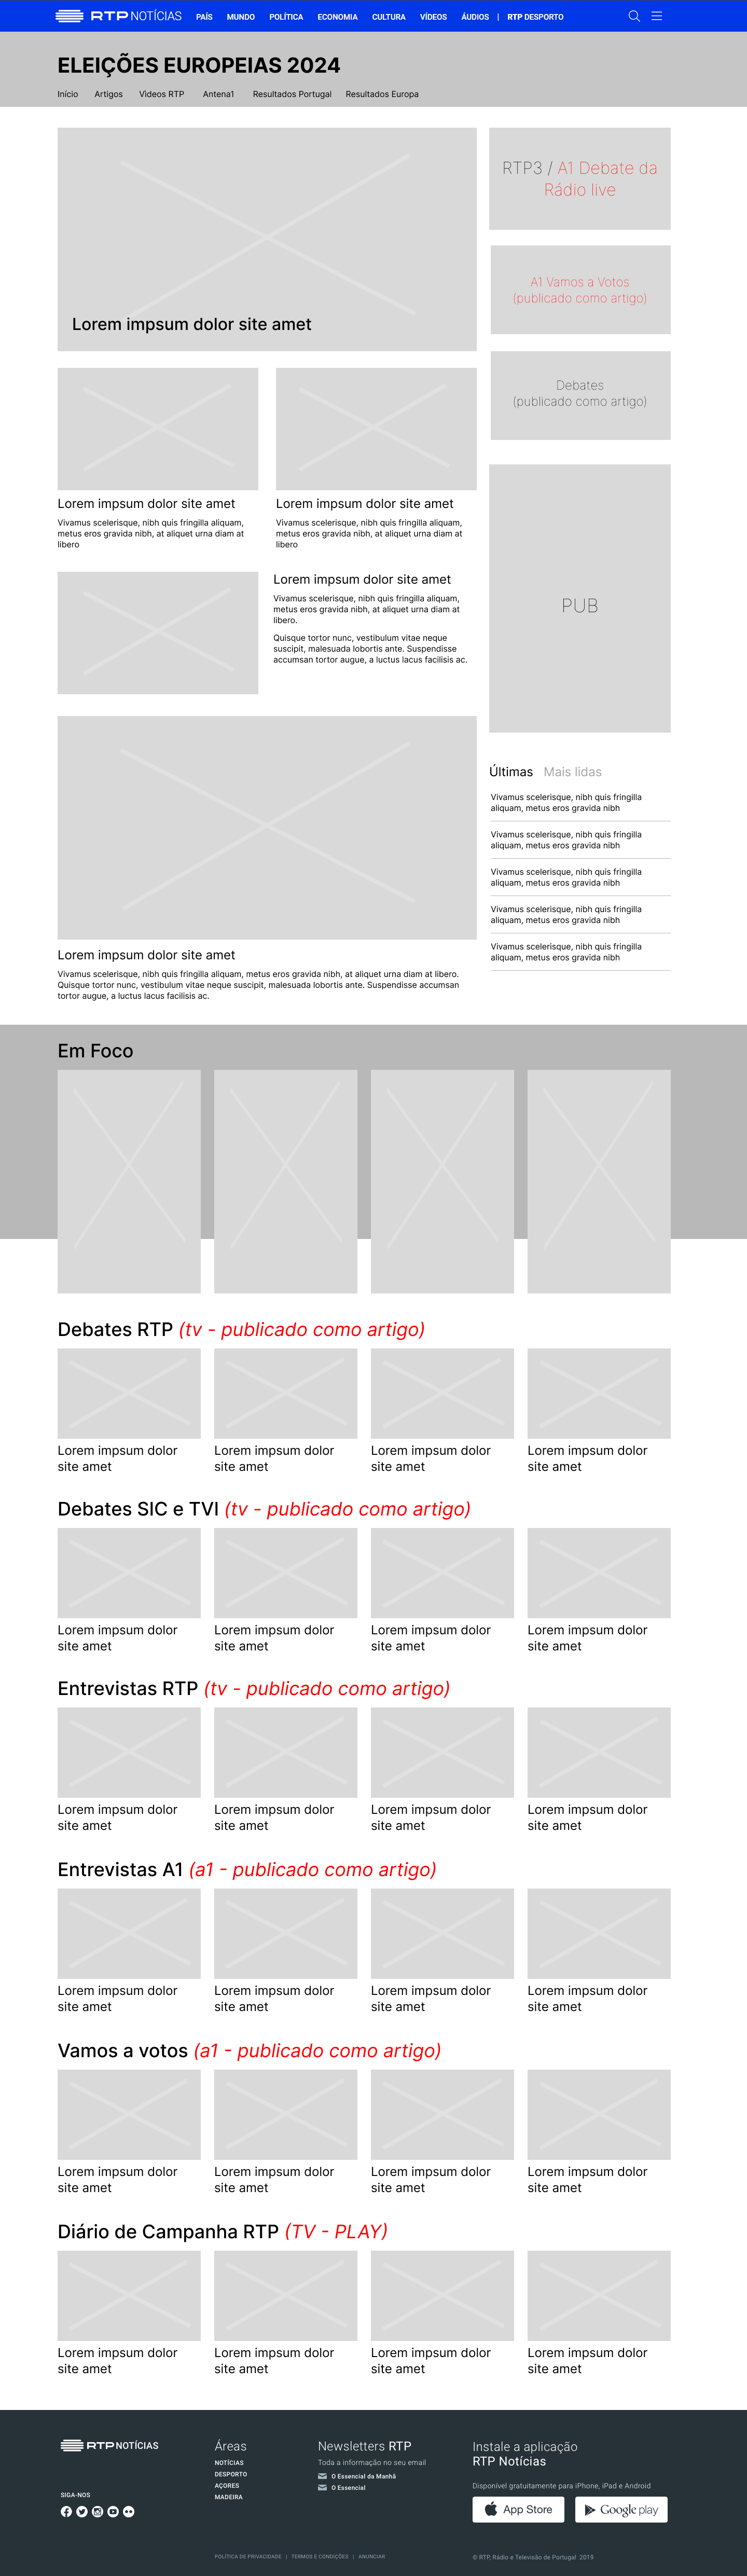 RTP NOTÍCIAS PAÍS MUNDO POLÍTICA ECONOMIA CULTURA VÍDEOS ÁUDIOS | RTP DESPORTO
ELEIÇÕES EUROPEIAS 2024
Início Artigos Videos RTP Antena1 Resultados Portugal Resultados Europa
Lorem impsum dolor site amet
RTP3 / A1 Debate da
Rádio live
A1 Vamos a Votos
(publicado como artigo)
Debates
(publicado como artigo)
PUB
Lorem impsum dolor site amet
Vivamus scelerisque, nibh quis fringilla aliquam,
metus eros gravida nibh, at aliquet urna diam at
libero
Lorem impsum dolor site amet
Vivamus scelerisque, nibh quis fringilla aliquam,
metus eros gravida nibh, at aliquet urna diam at
libero
Lorem impsum dolor site amet
Vivamus scelerisque, nibh quis fringilla aliquam,
metus eros gravida nibh, at aliquet urna diam at
libero.
Quisque tortor nunc, vestibulum vitae neque
suscipit, malesuada lobortis ante. Suspendisse
accumsan tortor augue, a luctus lacus facilisis ac.
Lorem impsum dolor site amet
Vivamus scelerisque, nibh quis fringilla aliquam, metus eros gravida nibh, at aliquet urna diam at libero.
Quisque tortor nunc, vestibulum vitae neque suscipit, malesuada lobortis ante. Suspendisse accumsan
tortor augue, a luctus lacus facilisis ac.
Últimas Mais lidas
Vivamus scelerisque, nibh quis fringilla
aliquam, metus eros gravida nibh
Vivamus scelerisque, nibh quis fringilla
aliquam, metus eros gravida nibh
Vivamus scelerisque, nibh quis fringilla
aliquam, metus eros gravida nibh
Vivamus scelerisque, nibh quis fringilla
aliquam, metus eros gravida nibh
Vivamus scelerisque, nibh quis fringilla
aliquam, metus eros gravida nibh
Em Foco
Debates RTP (tv - publicado como artigo)
Lorem impsum dolor
site amet
Lorem impsum dolor
site amet
Lorem impsum dolor
site amet
Lorem impsum dolor
site amet
Debates SIC e TVI (tv - publicado como artigo)
Lorem impsum dolor
site amet
Lorem impsum dolor
site amet
Lorem impsum dolor
site amet
Lorem impsum dolor
site amet
Entrevistas RTP (tv - publicado como artigo)
Lorem impsum dolor
site amet
Lorem impsum dolor
site amet
Lorem impsum dolor
site amet
Lorem impsum dolor
site amet
Entrevistas A1 (a1 - publicado como artigo)
Lorem impsum dolor
site amet
Lorem impsum dolor
site amet
Lorem impsum dolor
site amet
Lorem impsum dolor
site amet
Vamos a votos (a1 - publicado como artigo)
Lorem impsum dolor
site amet
Lorem impsum dolor
site amet
Lorem impsum dolor
site amet
Lorem impsum dolor
site amet
Diário de Campanha RTP (TV - PLAY)
Lorem impsum dolor
site amet
Lorem impsum dolor
site amet
Lorem impsum dolor
site amet
Lorem impsum dolor
site amet
RTP NOTÍCIAS
SIGA-NOS
Áreas
NOTÍCIAS
DESPORTO
AÇORES
MADEIRA
Newsletters RTP
Toda a informação no seu email
O Essencial da Manhã
O Essencial
Instale a aplicação
RTP Notícias
Disponível gratuitamente para iPhone, iPad e Android
App Store
Google play
POLÍTICA DE PRIVACIDADE | TERMOS E CONDIÇÕES | ANUNCIAR
© RTP, Rádio e Televisão de Portugal 2019